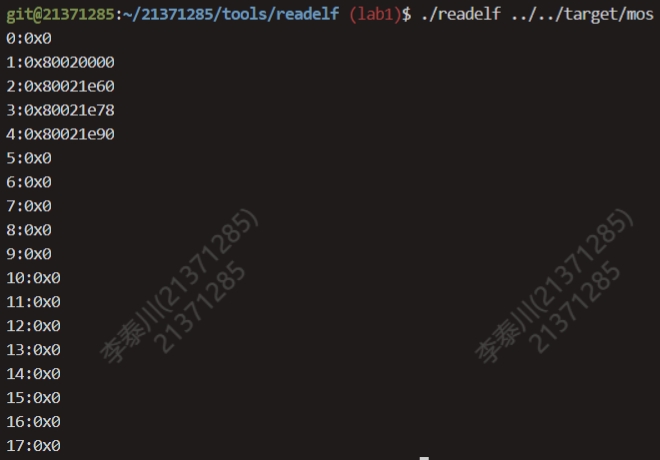 git@21371285:~/21371285/tools/readelf (lab1)$ ./readelf ../../target/mos
0:0x0
1:0x80020000
2:0x80021e60
3:0x80021e78
4:0x80021e90
5:0x0
6:0x0
7:0x0
8:0x0
9:0x0
10:0x0
11:0x0
12:0x0
13:0x0
14:0x0
15:0x0
16:0x0
17:0x0
李泰川(21371285)
21371285
李泰川(21371285)
21371285